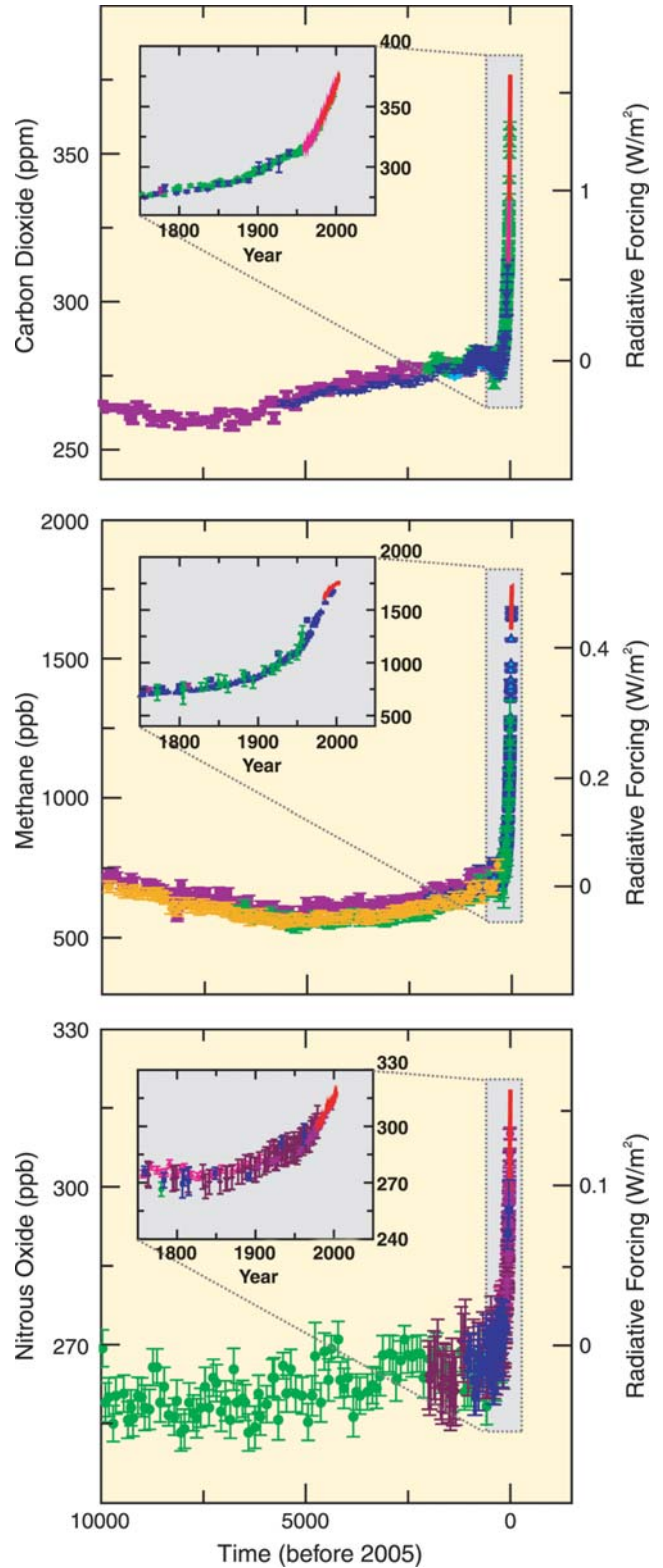 Carbon Dioxide (ppm)
350
300
250
400
350
300
1800 1900 2000
Year
1
0
Radiative Forcing (W/m²)
Methane (ppb)
2000
1500
1000
500
2000
1500
1000
500
1800 1900 2000
Year
0.4
0.2
0
Radiative Forcing (W/m²)
Nitrous Oxide (ppb)
330
300
270
330
300
270
240
1800 1900 2000
Year
0.1
0
Radiative Forcing (W/m²)
10000 5000 0
Time (before 2005)